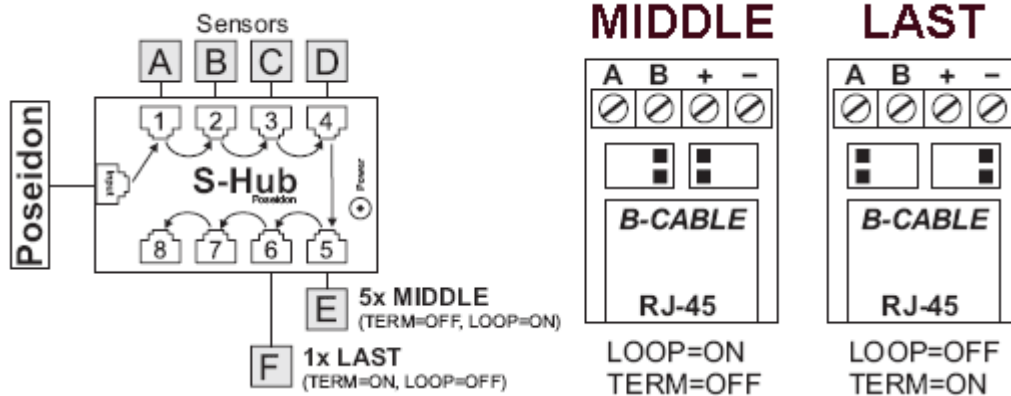 Sensors
A B C D
1 2 3 4
Poseidon
Input
S-Hub
Poseidon
Power
8 7 6 5
E
5x MIDDLE
(TERM=OFF, LOOP=ON)
F
1x LAST
(TERM=ON, LOOP=OFF)
MIDDLE
A B + −
B-CABLE
RJ-45
LOOP=ON
TERM=OFF
LAST
A B + −
B-CABLE
RJ-45
LOOP=OFF
TERM=ON